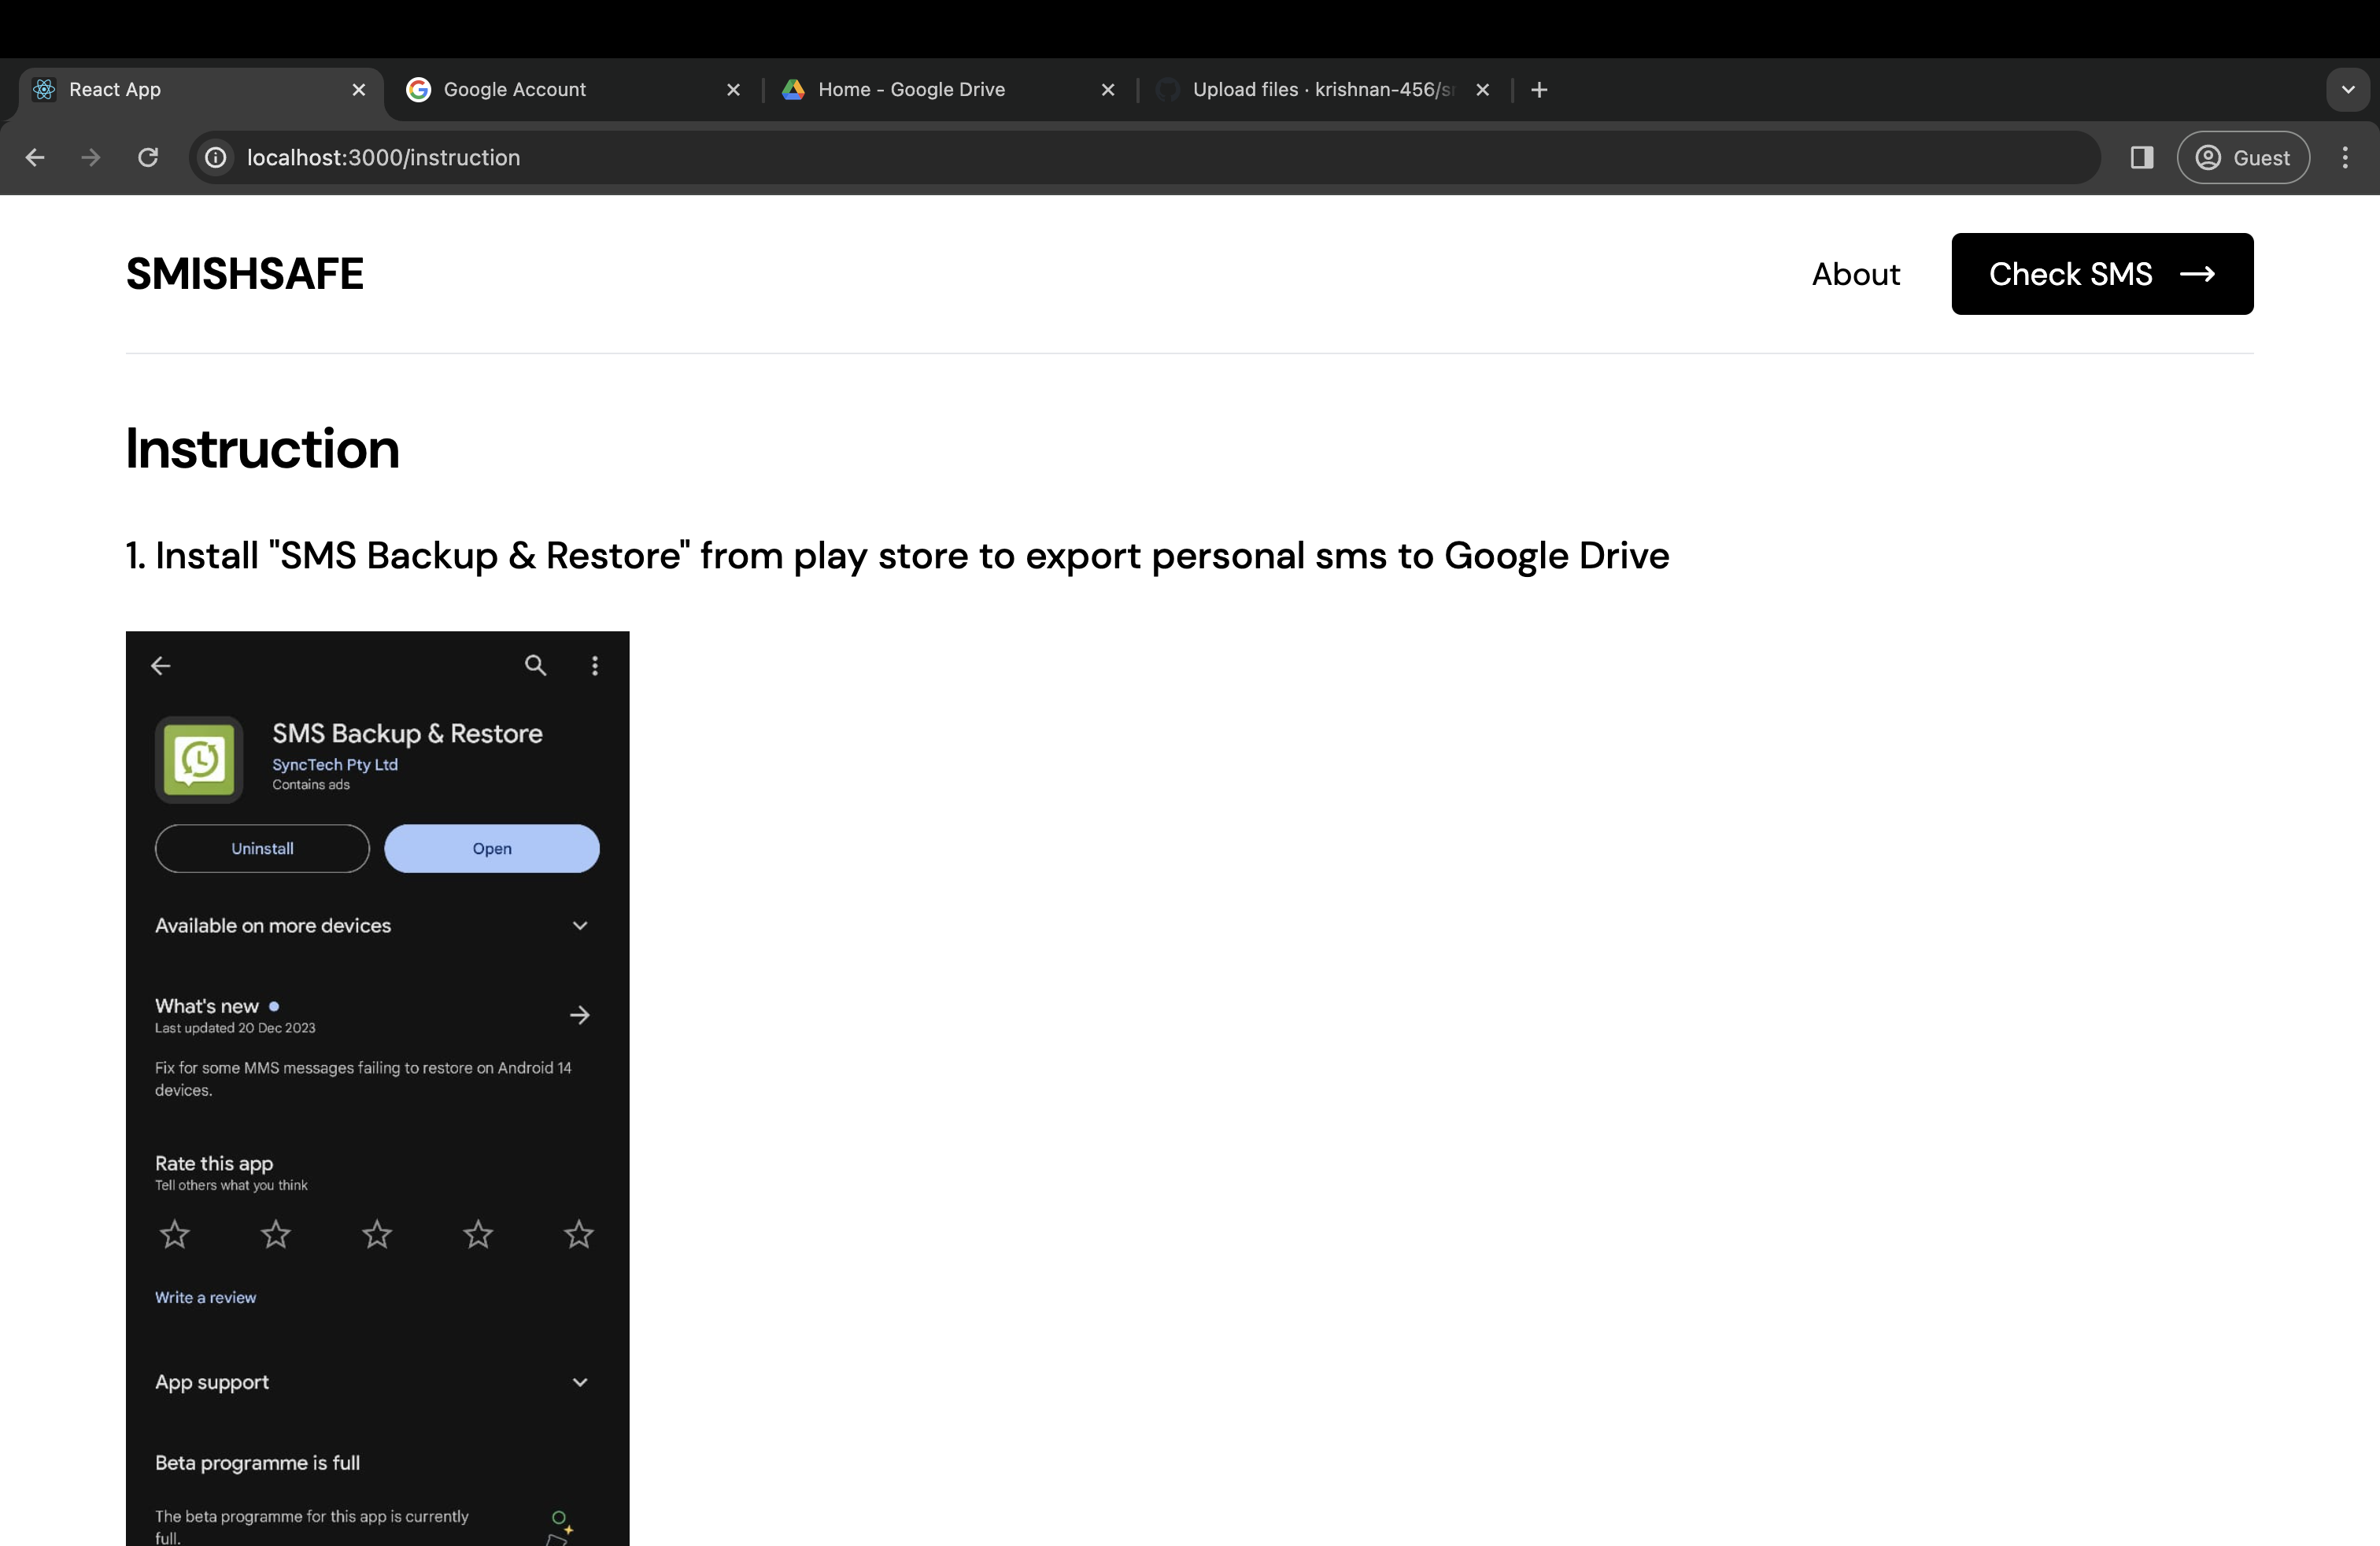 React App
Google Account
Home - Google Drive
Upload files · krishnan-456/
localhost:3000/instruction
Guest
SMISHSAFE
About
Check SMS
Instruction
1. Install "SMS Backup & Restore" from play store to export personal sms to Google Drive
SMS Backup & Restore
SyncTech Pty Ltd
Contains ads
Uninstall
Open
Available on more devices
What's new
Last updated 20 Dec 2023
Fix for some MMS messages failing to restore on Android 14
devices.
Rate this app
Tell others what you think
Write a review
App support
Beta programme is full
The beta programme for this app is currently
full.